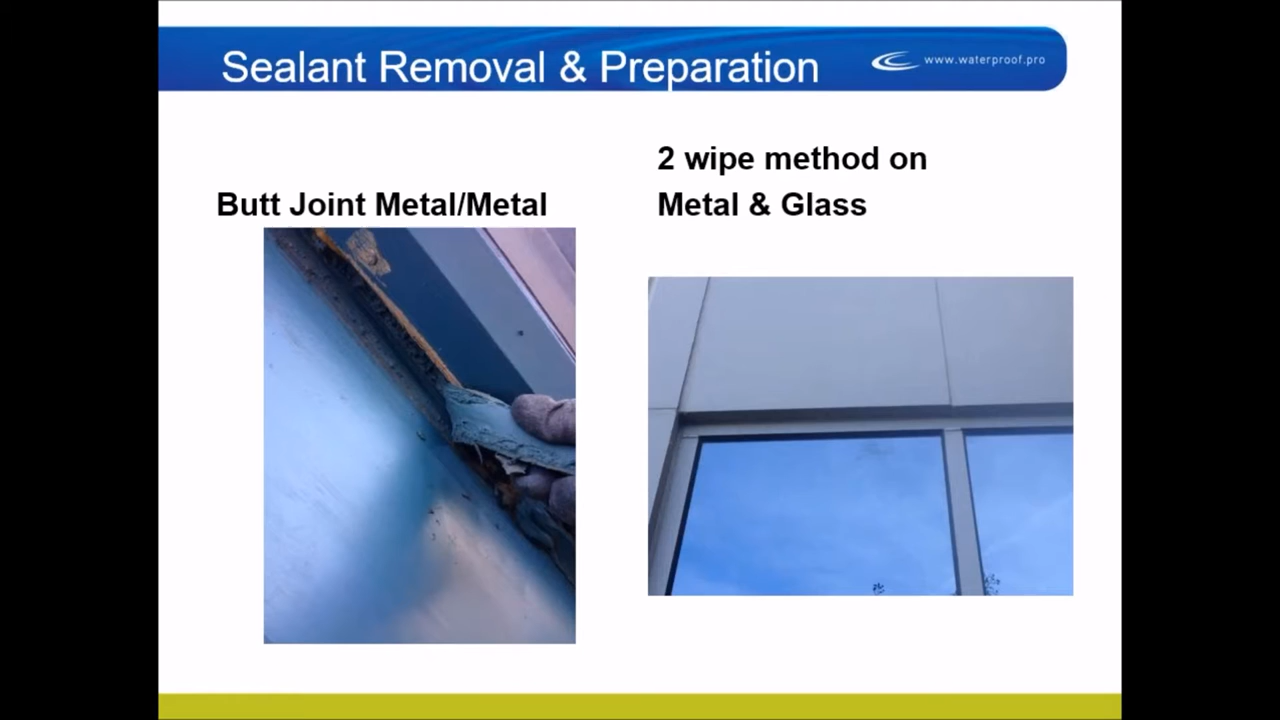 Sealant Removal & Preparation
www.waterproof.pro
Butt Joint Metal/Metal
2 wipe method on
Metal & Glass